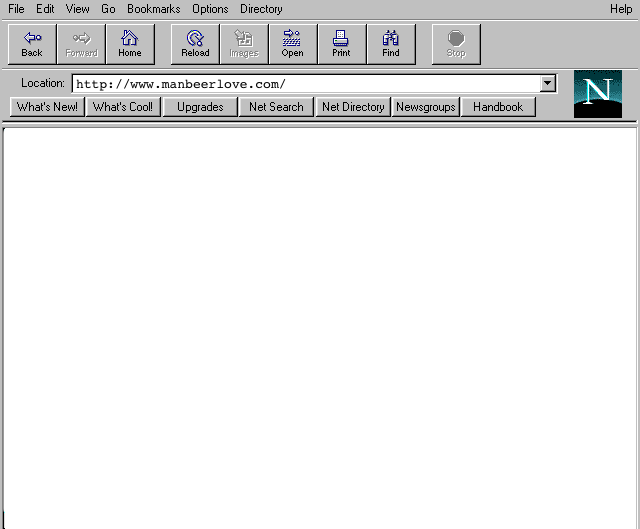 File Edit View Go Bookmarks Options Directory Help
Back Forward Home Reload Images Open Print Find Stop
Location: http://www.manbeerlove.com/
N
What's New! What's Cool! Upgrades Net Search Net Directory Newsgroups Handbook